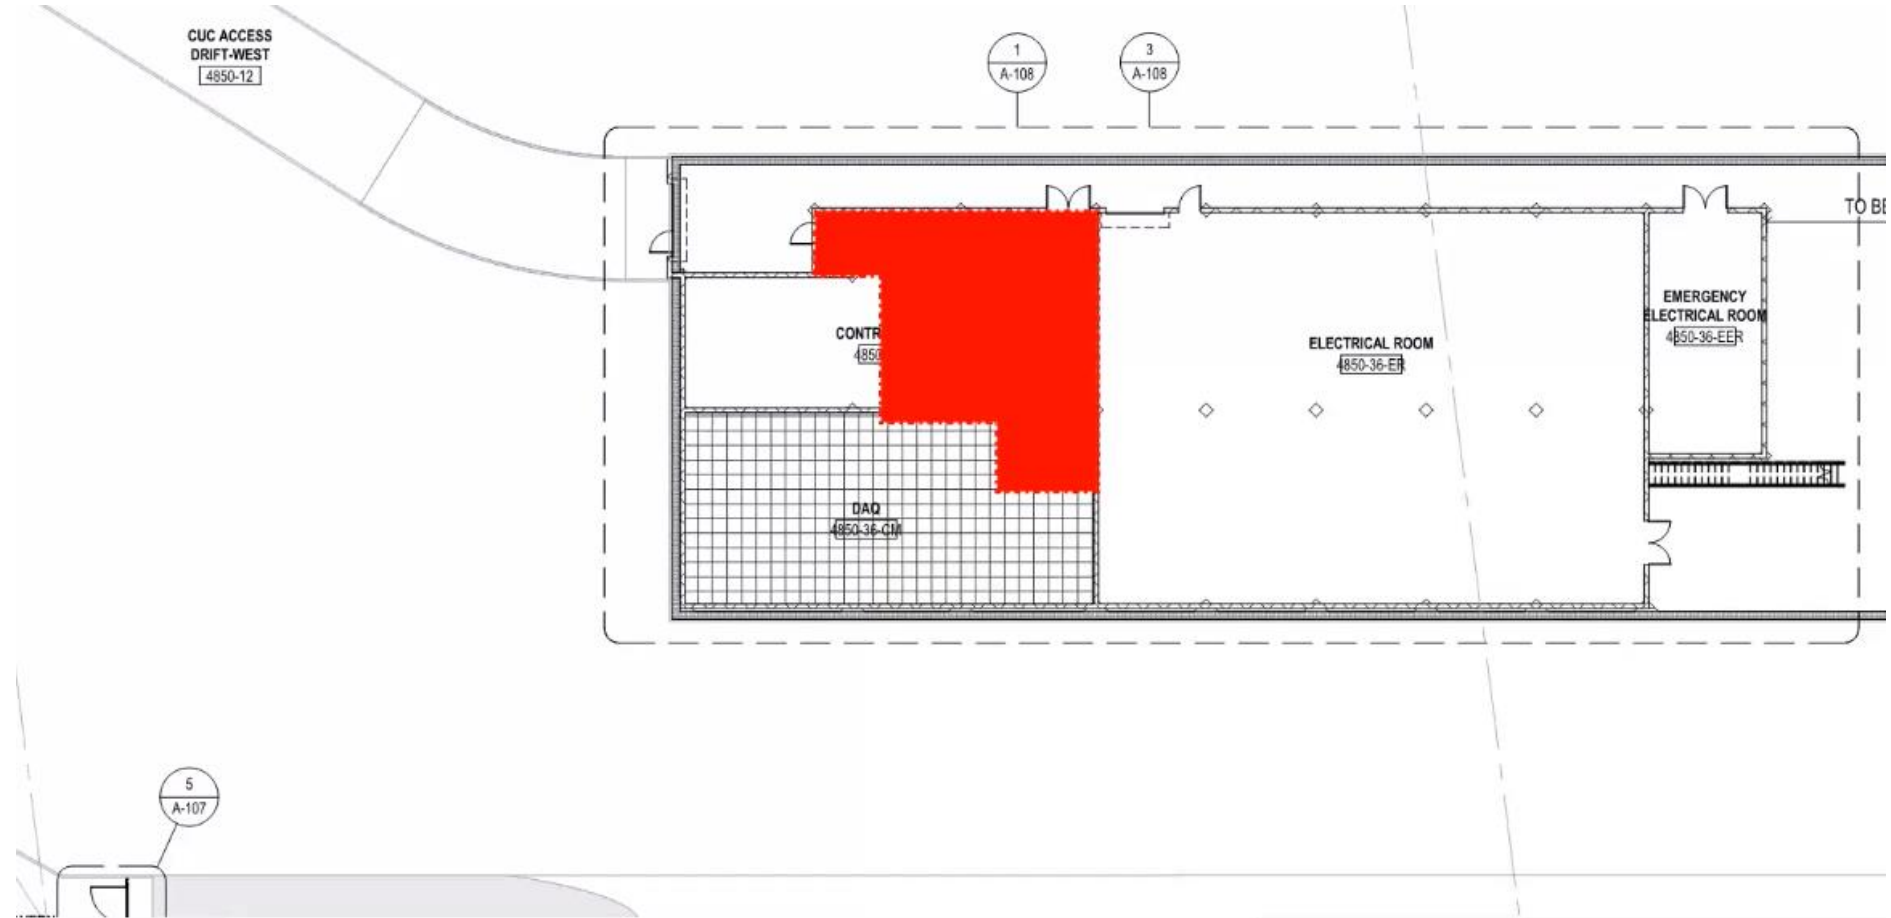 CUC ACCESS
DRIFT-WEST
4850-12
1
A-108
3
A-108
TO BE
EMERGENCY
ELECTRICAL ROOM
4850-36-EER
CONTR
4850
ELECTRICAL ROOM
4850-36-ER
DAQ
4850-36-CM
5
A-107